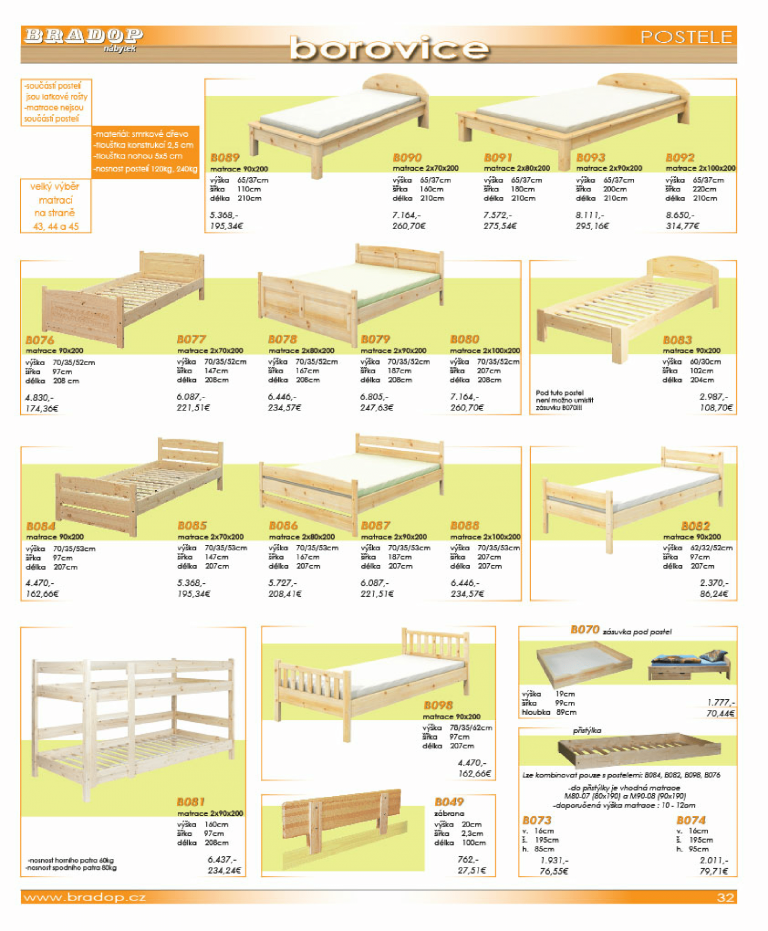 BRADOP
nábytek
borovice
POSTELE
-součástí postelí
jsou laťkové rošty
-matrace nejsou
součástí postelí
-materiál: smrkové dřevo
-tloušťka konstrukcí 2,5 cm
-tloušťka nohou 5x5 cm
-nosnost postelí 120kg, 240kg
velký výběr
matrací
na straně
43, 44 a 45
B089 B090 B091 B093 B092
matrace 90x200 matrace 2x70x200 matrace 2x80x200 matrace 2x90x200 matrace 2x100x200
výška 65/37cm výška 65/37cm výška 65/37cm výška 65/37cm výška 65/37cm
šířka 110cm šířka 160cm šířka 180cm šířka 200cm šířka 220cm
délka 210cm délka 210cm délka 210cm délka 210cm délka 210cm
5.368,- 7.164,- 7.572,- 8.111,- 8.650,-
195,34€ 260,70€ 275,54€ 295,16€ 314,77€
B076 B077 B078 B079 B080
matrace 90x200 matrace 2x70x200 matrace 2x80x200 matrace 2x90x200 matrace 2x100x200
výška 70/35/52cm výška 70/35/52cm výška 70/35/52cm výška 70/35/52cm výška 70/35/52cm
šířka 97cm šířka 147cm šířka 167cm šířka 187cm šířka 207cm
délka 208 cm délka 208cm délka 208cm délka 208cm délka 208cm
4.830,- 6.087,- 6.446,- 6.805,- 7.164,-
174,36€ 221,51€ 234,57€ 247,63€ 260,70€
B083
matrace 90x200
výška 60/30cm
šířka 102cm
délka 204cm
Pod tuto postel
není možno umístit
zásuvku B070!!!
2.987,-
108,70€
B084 B085 B086 B087 B088
matrace 90x200 matrace 2x70x200 matrace 2x80x200 matrace 2x90x200 matrace 2x100x200
výška 70/35/53cm výška 70/35/53cm výška 70/35/53cm výška 70/35/53cm výška 70/35/53cm
šířka 97cm šířka 147cm šířka 167cm šířka 187cm šířka 207cm
délka 207cm délka 207cm délka 207cm délka 207cm délka 207cm
4.470,- 5.368,- 5.727,- 6.087,- 6.446,-
162,66€ 195,34€ 208,41€ 221,51€ 234,57€
B082
matrace 90x200
výška 62/32/52cm
šířka 97cm
délka 207cm
2.370,-
86,24€
B081
matrace 2x90x200
výška 160cm
šířka 97cm
délka 208cm
-nosnost horního patra 60kg
-nosnost spodního patra 80kg
6.437,-
234,24€
B098
matrace 90x200
výška 78/35/62cm
šířka 97cm
délka 207cm
4.470,-
162,66€
B049
zábrana
výška 20cm
šířka 2,3cm
délka 100cm
762,-
27,51€
B070 zásuvka pod postel
výška 19cm
šířka 99cm
hloubka 89cm
1.777,-
70,44€
přistýlka
Lze kombinovat pouze s postelemi: B084, B082, B098, B076
-do přistýlky je vhodná matrace
M80-07 (80x190) a M90-08 (90x190)
-doporučená výška matrace : 10 - 12cm
B073 B074
v. 16cm v. 16cm
š. 195cm š. 195cm
h. 85cm h. 95cm
1.931,- 2.011,-
76,55€ 79,71€
www.bradop.cz
32